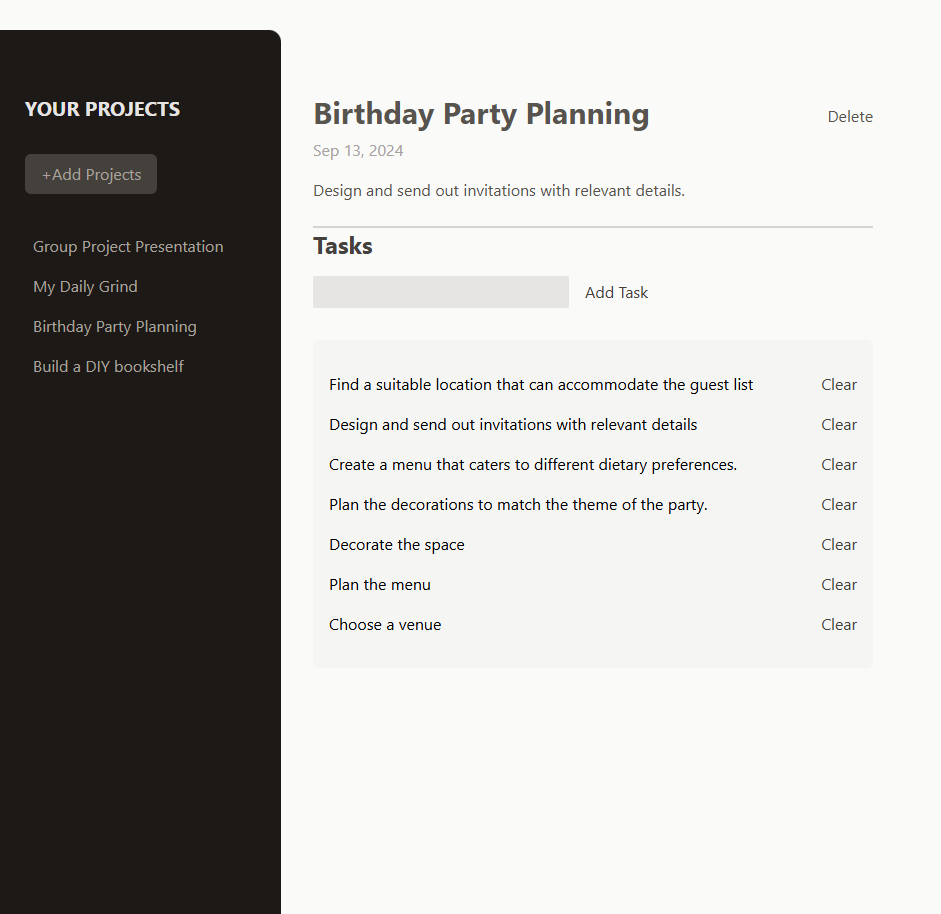 YOUR PROJECTS
+Add Projects
Group Project Presentation
My Daily Grind
Birthday Party Planning
Build a DIY bookshelf
Birthday Party Planning
Delete
Sep 13, 2024
Design and send out invitations with relevant details.
Tasks
Add Task
Find a suitable location that can accommodate the guest list Clear
Design and send out invitations with relevant details Clear
Create a menu that caters to different dietary preferences. Clear
Plan the decorations to match the theme of the party. Clear
Decorate the space Clear
Plan the menu Clear
Choose a venue Clear